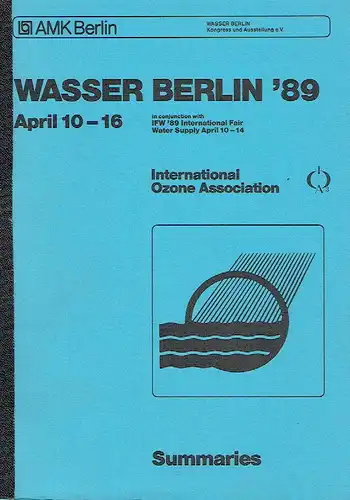 AMK Berlin
WASSER BERLIN
Kongress und Ausstellung e.V.
WASSER BERLIN '89
April 10 – 16
in conjunction with
IFW '89 International Fair
Water Supply April 10 – 14
International
Ozone Association
Summaries